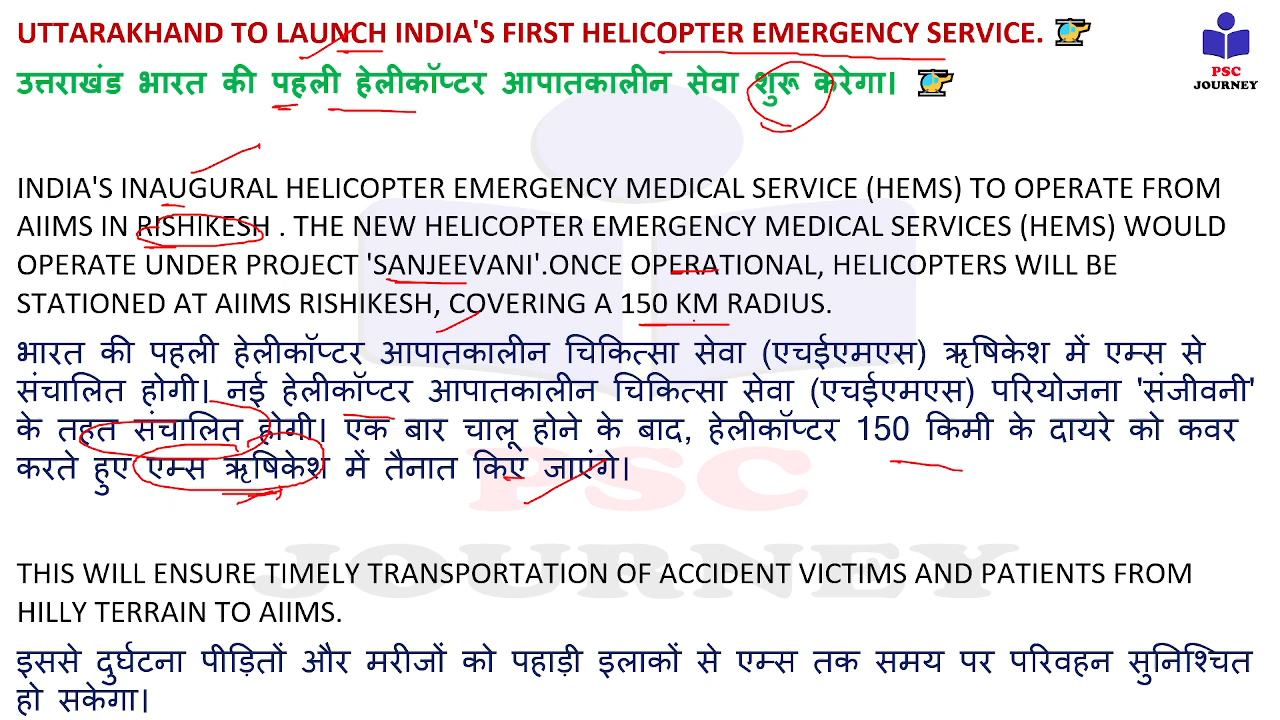 UTTARAKHAND TO LAUNCH INDIA'S FIRST HELICOPTER EMERGENCY SERVICE.
उत्तराखंड भारत की पहली हेलीकॉप्टर आपातकालीन सेवा शुरू करेगा।
PSC
JOURNEY
INDIA'S INAUGURAL HELICOPTER EMERGENCY MEDICAL SERVICE (HEMS) TO OPERATE FROM
AIIMS IN RISHIKESH . THE NEW HELICOPTER EMERGENCY MEDICAL SERVICES (HEMS) WOULD
OPERATE UNDER PROJECT 'SANJEEVANI'.ONCE OPERATIONAL, HELICOPTERS WILL BE
STATIONED AT AIIMS RISHIKESH, COVERING A 150 KM RADIUS.
भारत की पहली हेलीकॉप्टर आपातकालीन चिकित्सा सेवा (एचईएमएस) ऋषिकेश में एम्स से
संचालित होगी। नई हेलीकॉप्टर आपातकालीन चिकित्सा सेवा (एचईएमएस) परियोजना 'संजीवनी'
के तहत संचालित होगी। एक बार चालू होने के बाद, हेलीकॉप्टर 150 किमी के दायरे को कवर
करते हुए एम्स ऋषिकेश में तैनात किए जाएंगे।
PSC
JOURNEY
THIS WILL ENSURE TIMELY TRANSPORTATION OF ACCIDENT VICTIMS AND PATIENTS FROM
HILLY TERRAIN TO AIIMS.
इससे दुर्घटना पीड़ितों और मरीजों को पहाड़ी इलाकों से एम्स तक समय पर परिवहन सुनिश्चित
हो सकेगा।